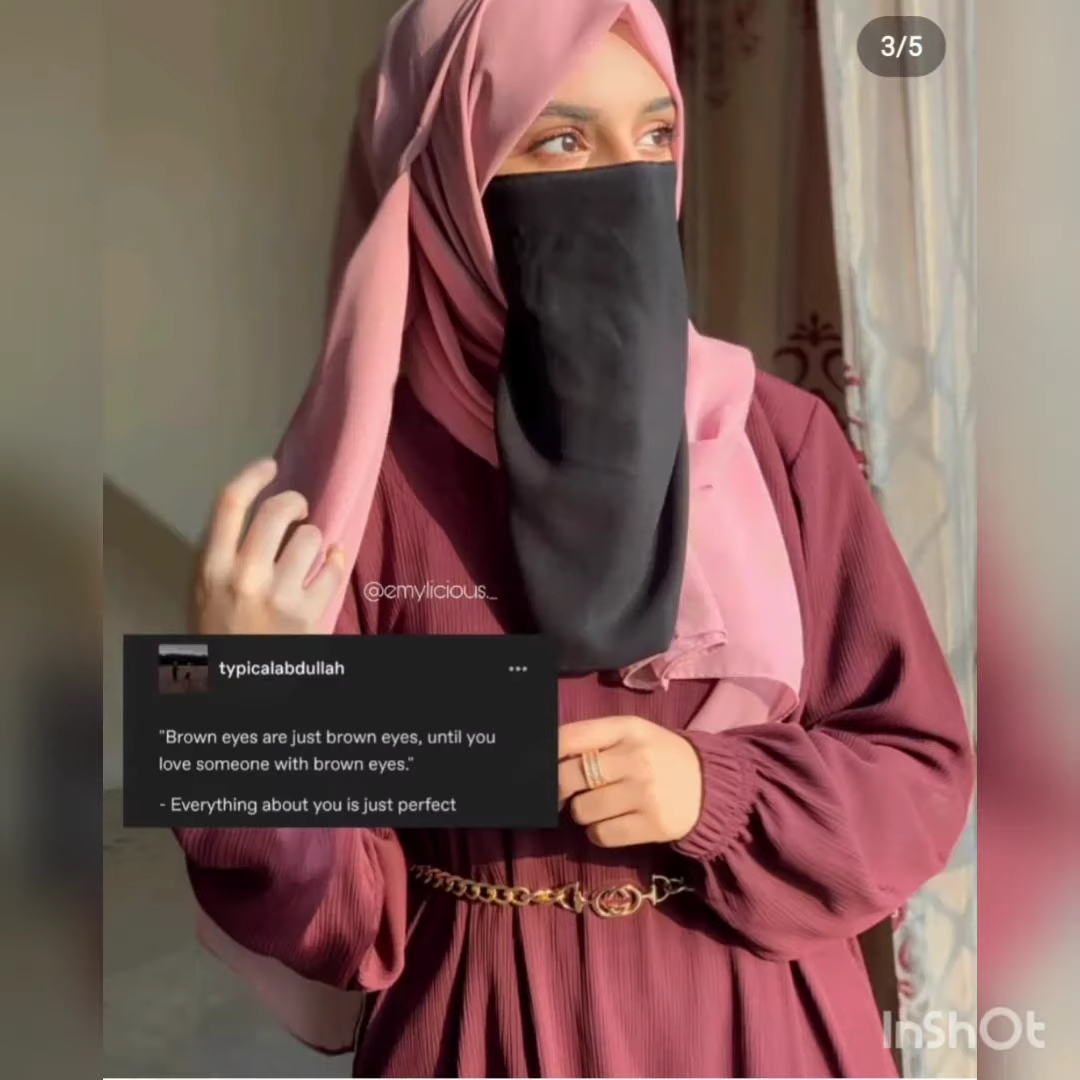 3/5
@emylicious._
typicalabdullah
"Brown eyes are just brown eyes, until you
love someone with brown eyes."
- Everything about you is just perfect
InShOt